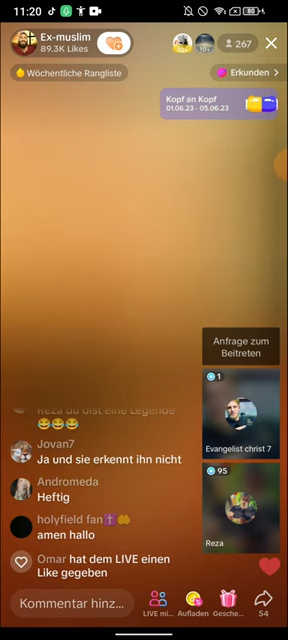 11:20
80
Ex-muslim
89.3K Likes
10+
267
Wöchentliche Rangliste
Erkunden >
Kopf an Kopf
01.06.23 - 05.06.23
Anfrage zum
Beitreten
1
Evangelist christ 7
95
Reza
Reza du bist eine Legende
😂😂😂
Jovan7
Ja und sie erkennt ihn nicht
Andromeda
Heftig
holyfield fan✝️🤲
amen hallo
Omar hat dem LIVE einen
Like gegeben
Kommentar hinz...
LIVE mi...
Aufladen
Gesche...
54